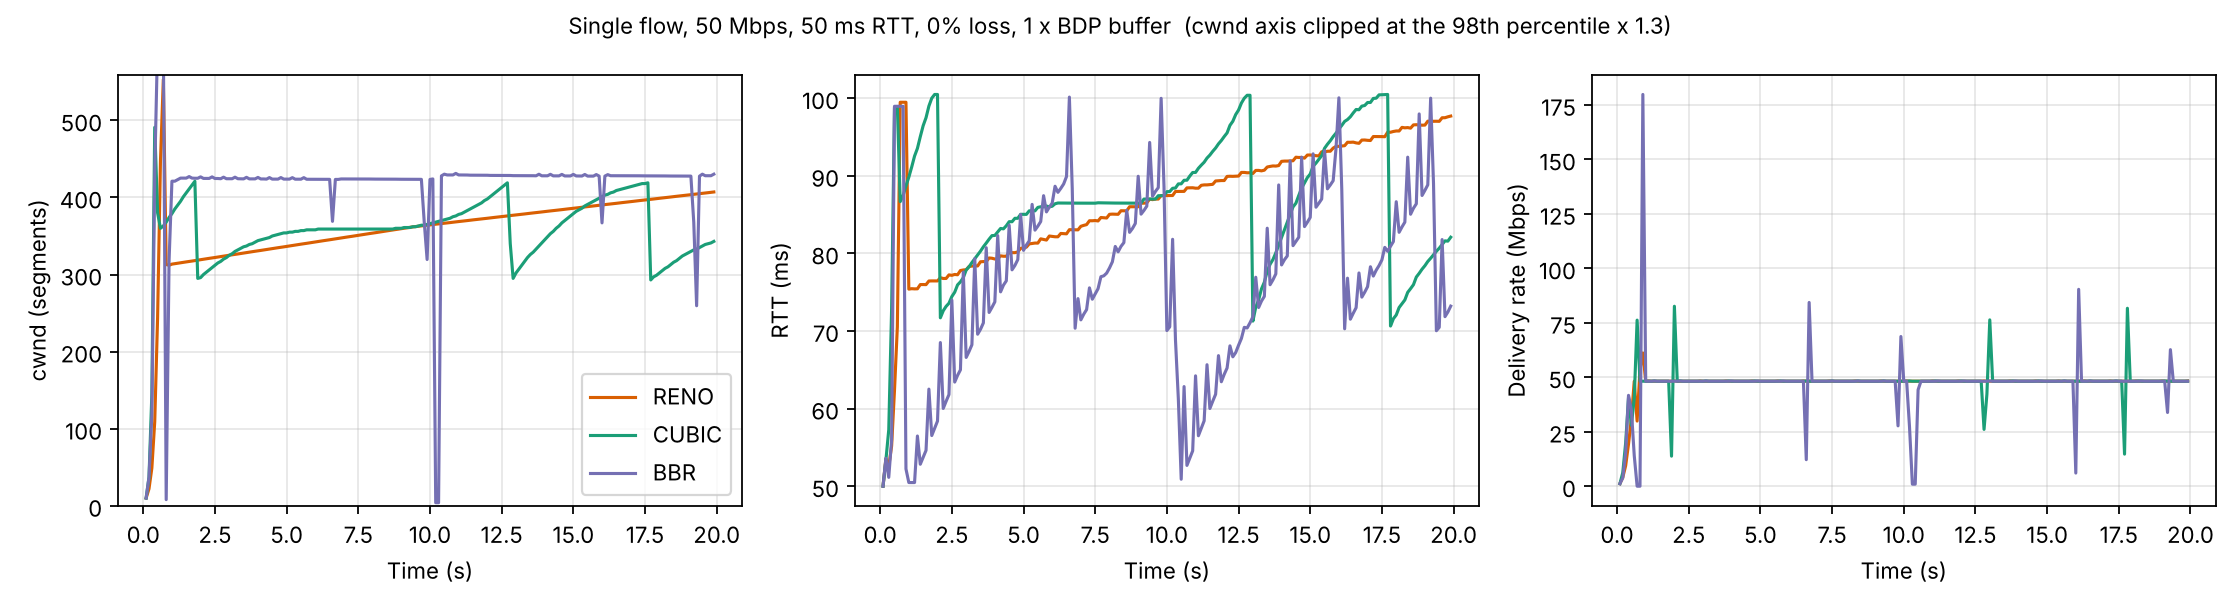 Single flow, 50 Mbps, 50 ms RTT, 0% loss, 1 x BDP buffer (cwnd axis clipped at the 98th percentile x 1.3)
cwnd (segments)
500
400
300
200
100
0
0.0 2.5 5.0 7.5 10.0 12.5 15.0 17.5 20.0
Time (s)
RENO
CUBIC
BBR
RTT (ms)
100
90
80
70
60
50
0.0 2.5 5.0 7.5 10.0 12.5 15.0 17.5 20.0
Time (s)
Delivery rate (Mbps)
175
150
125
100
75
50
25
0
0.0 2.5 5.0 7.5 10.0 12.5 15.0 17.5 20.0
Time (s)